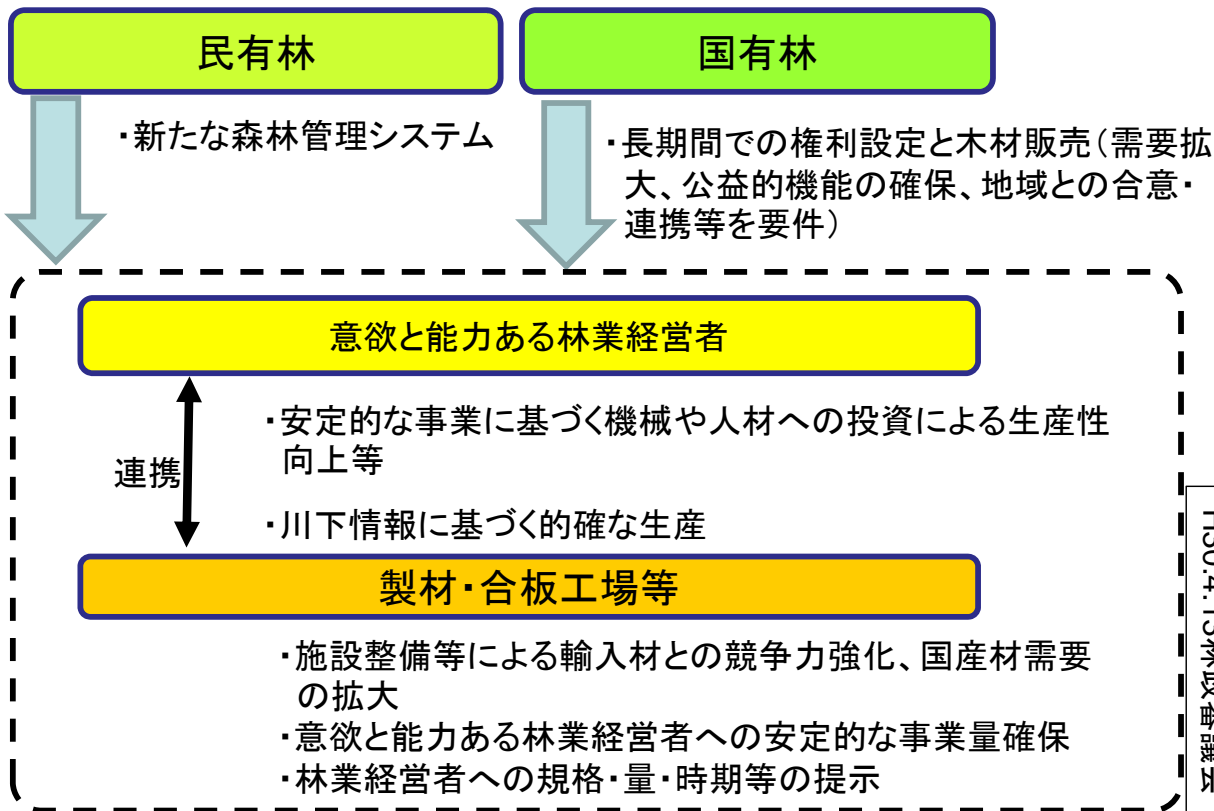 民有林
国有林
・新たな森林管理システム
・長期間での権利設定と木材販売(需要拡
大、公益的機能の確保、地域との合意・
連携等を要件)
意欲と能力ある林業経営者
連携
・安定的な事業に基づく機械や人材への投資による生産性
向上等
・川下情報に基づく的確な生産
製材・合板工場等
・施設整備等による輸入材との競争力強化、国産材需要
の拡大
・意欲と能力ある林業経営者への安定的な事業量確保
・林業経営者への規格・量・時期等の提示